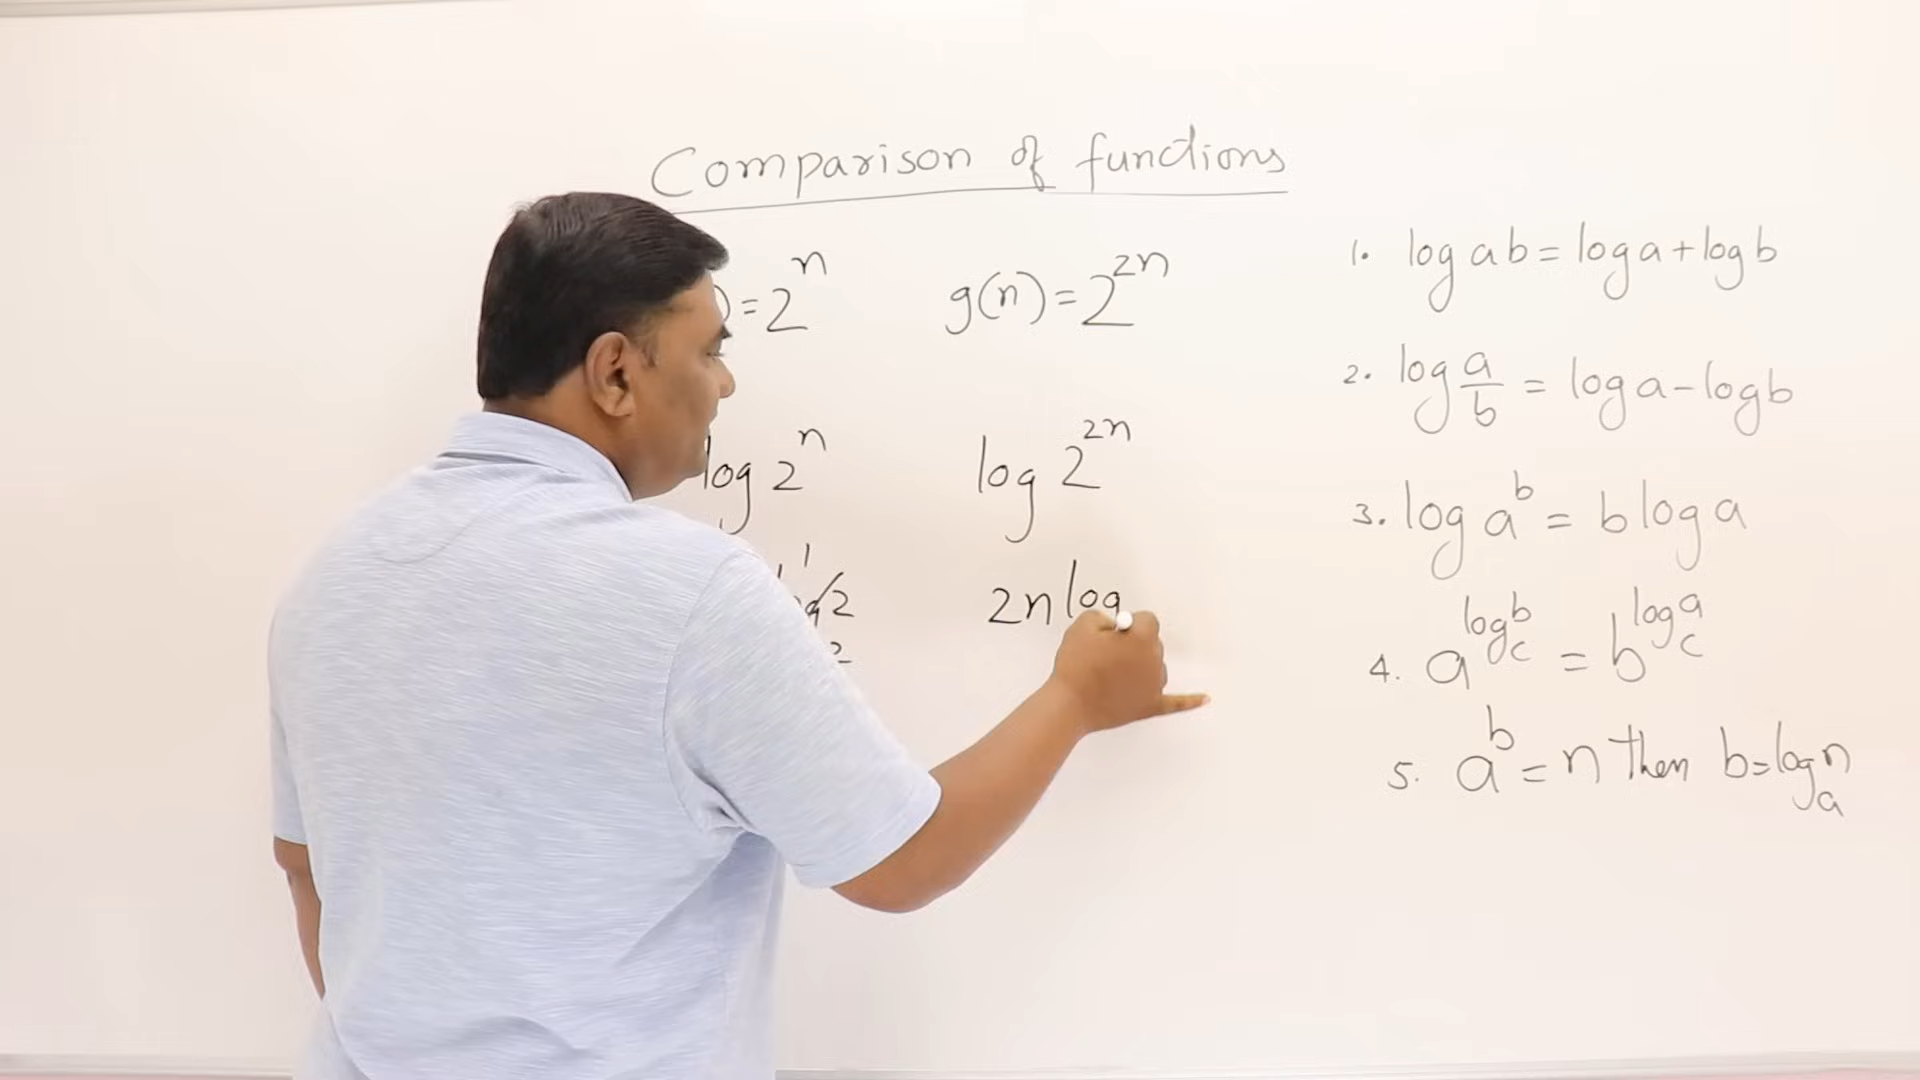 Comparison of functions
) = 2^n g(n) = 2^2n
log 2^n log 2^2n
2n log
1. log ab = log a + log b
2. log a/b = log a - log b
3. log a^b = b log a
4. a^log_c b = b^log_c a
5. a^b = n then b = log_a n